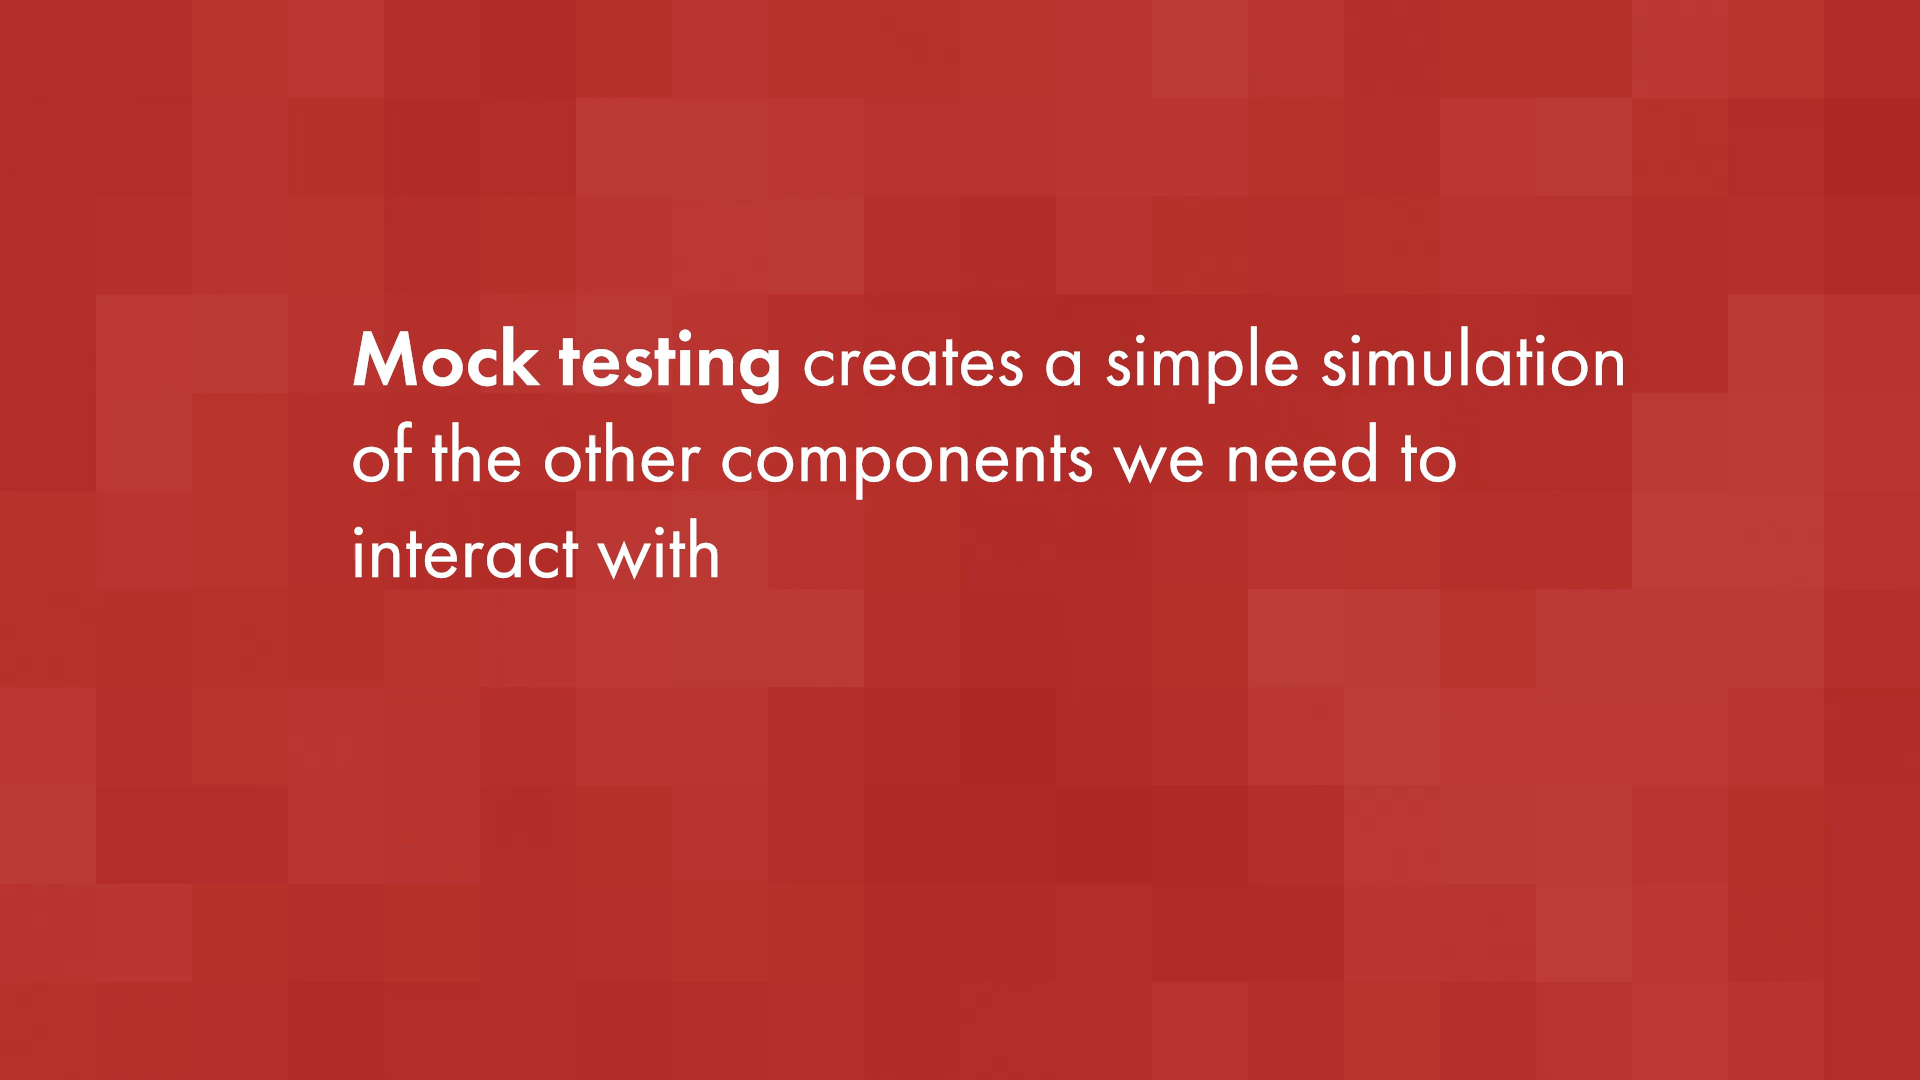 Mock testing creates a simple simulation
of the other components we need to
interact with